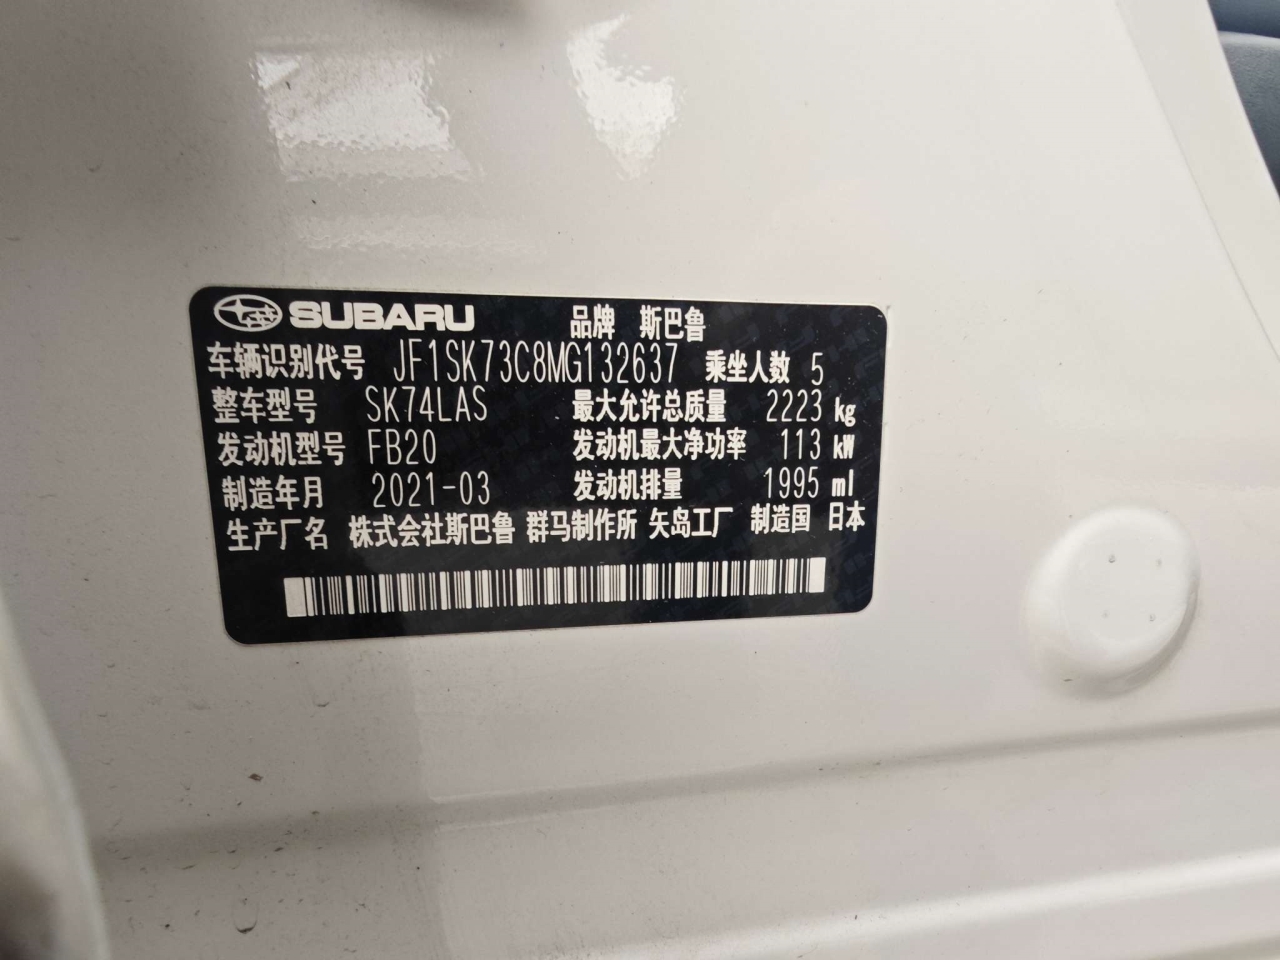 SUBARU 品牌 斯巴鲁
车辆识别代号 JF1SK73C8MG132637 乘坐人数 5
整车型号 SK74LAS 最大允许总质量 2223 kg
发动机型号 FB20 发动机最大净功率 113 kW
制造年月 2021-03 发动机排量 1995 ml
生产厂名 株式会社斯巴鲁 群马制作所 矢岛工厂 制造国 日本